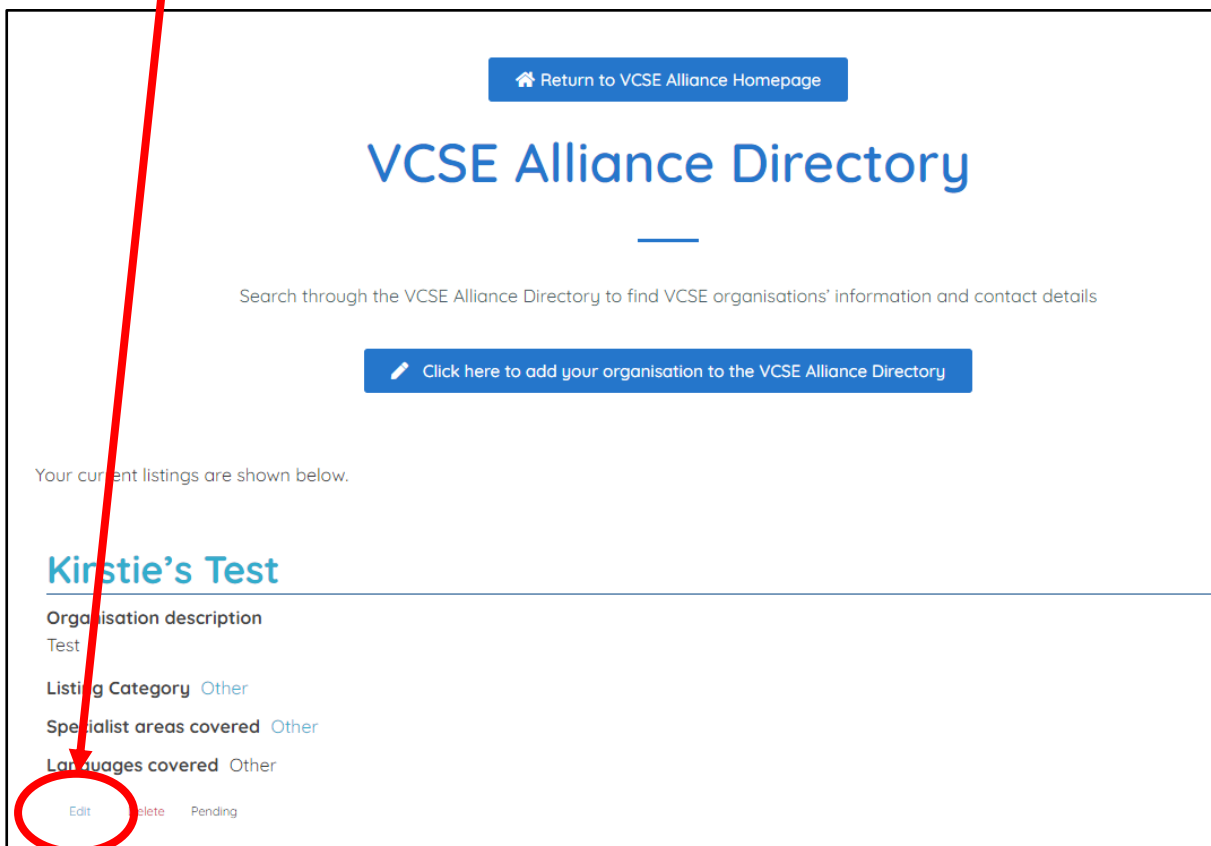 Return to VCSE Alliance Homepage
VCSE Alliance Directory
Search through the VCSE Alliance Directory to find VCSE organisations' information and contact details
Click here to add your organisation to the VCSE Alliance Directory
Your current listings are shown below.
Kirstie's Test
Organisation description
Test
Listing Category Other
Specialist areas covered Other
Languages covered Other
Edit Delete Pending